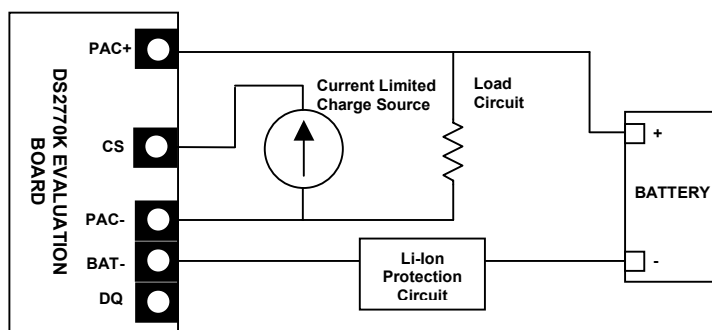 DS2770K EVALUATION
BOARD
PAC+
CS
PAC-
BAT-
DQ
Current Limited
Charge Source
Load
Circuit
Li-Ion
Protection
Circuit
+
BATTERY
-